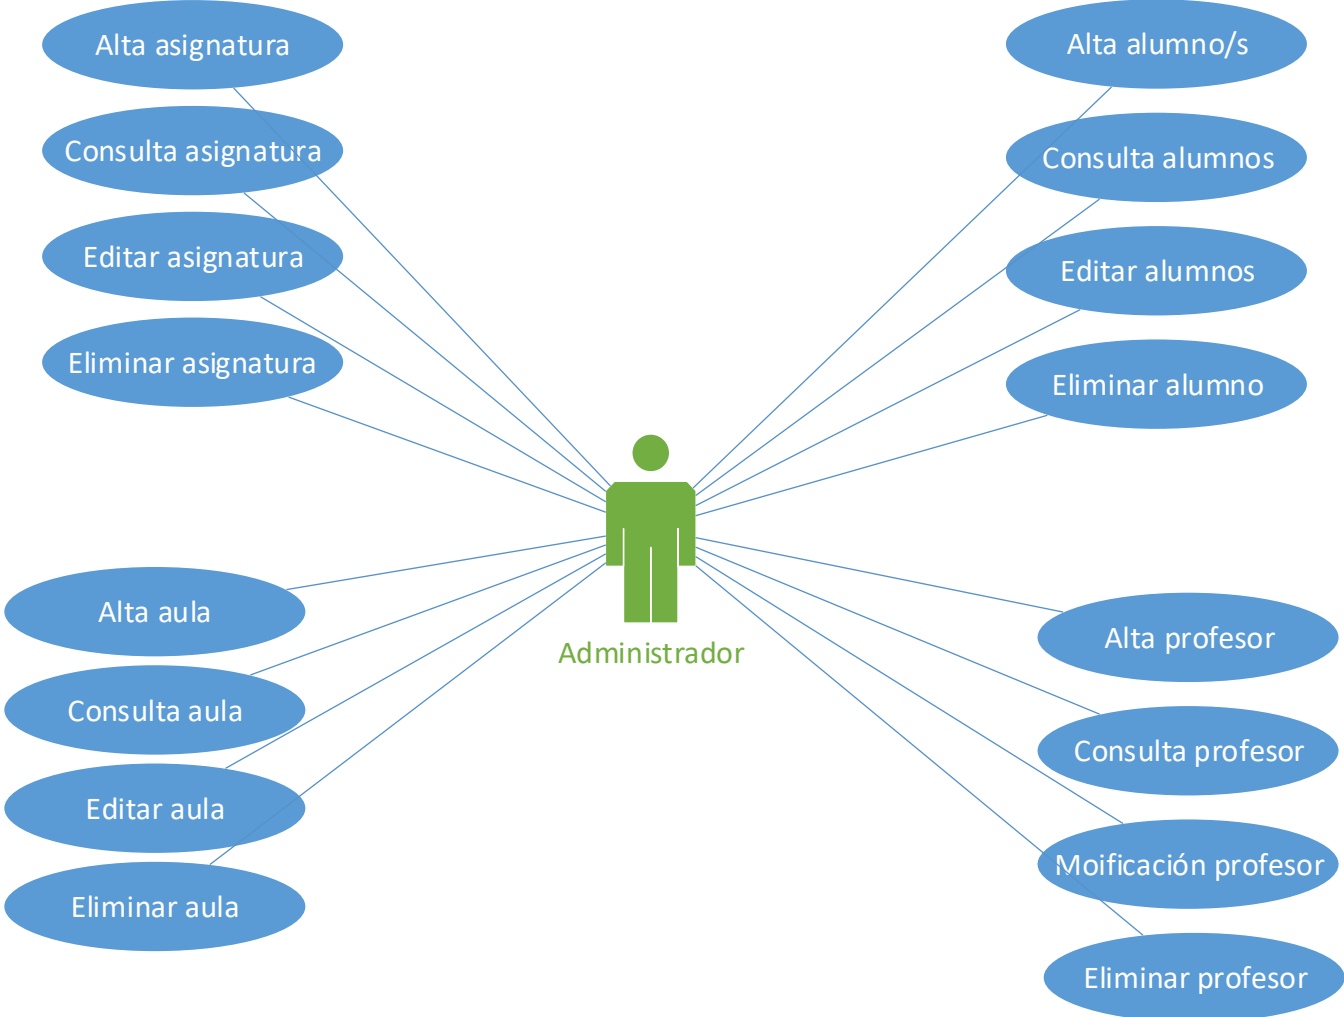 Alta asignatura
Consulta asignatura
Editar asignatura
Eliminar asignatura
Alta alumno/s
Consulta alumnos
Editar alumnos
Eliminar alumno
Administrador
Alta aula
Consulta aula
Editar aula
Eliminar aula
Alta profesor
Consulta profesor
Moificación profesor
Eliminar profesor